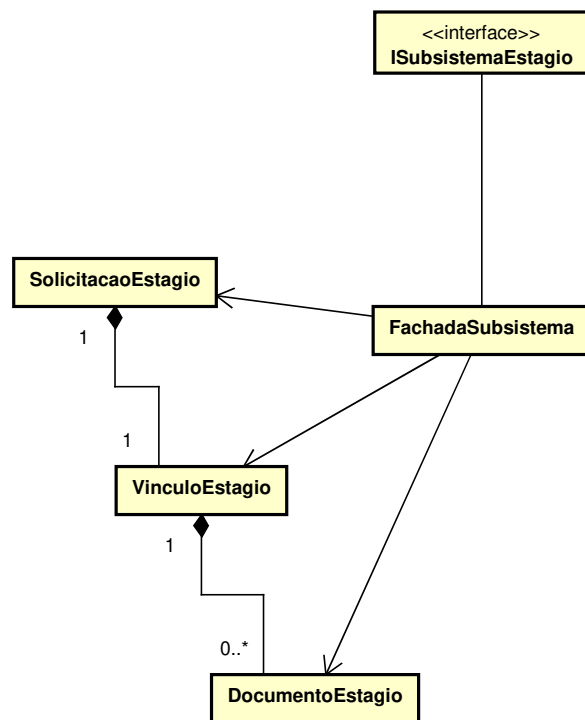 <<interface>>
ISubsistemaEstagio
SolicitacaoEstagio
FachadaSubsistema
1
1
VinculoEstagio
1
0..*
DocumentoEstagio